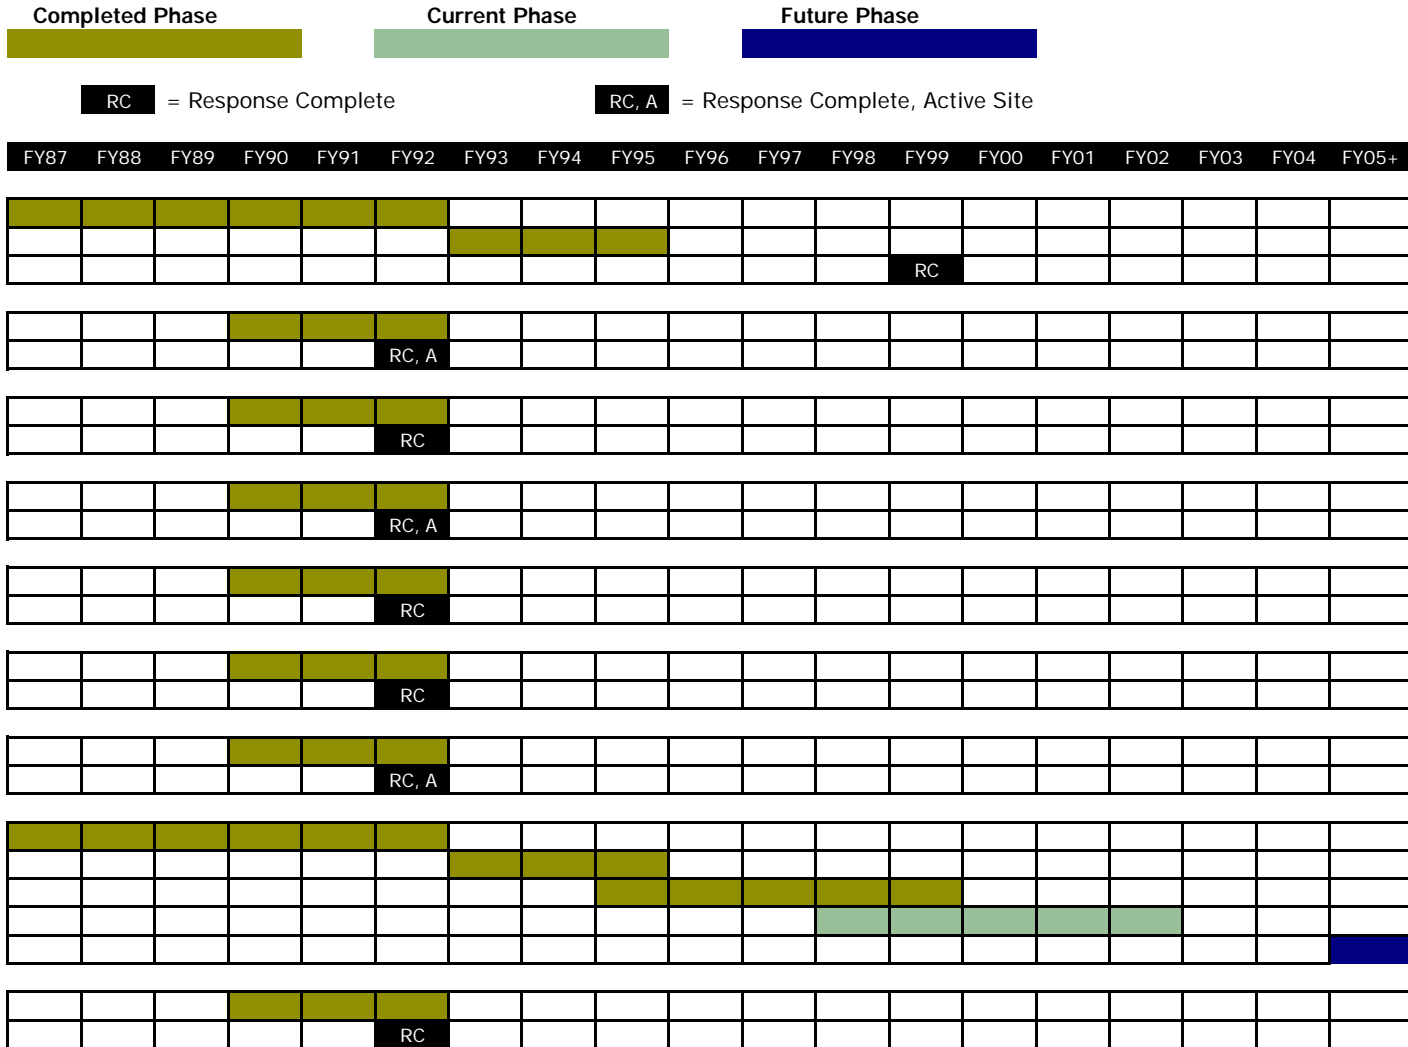 Completed Phase Current Phase Future Phase
RC = Response Complete RC, A = Response Complete, Active Site
FY87 FY88 FY89 FY90 FY91 FY92 FY93 FY94 FY95 FY96 FY97 FY98 FY99 FY00 FY01 FY02 FY03 FY04 FY05+
RC
RC, A
RC
RC, A
RC
RC
RC, A
RC